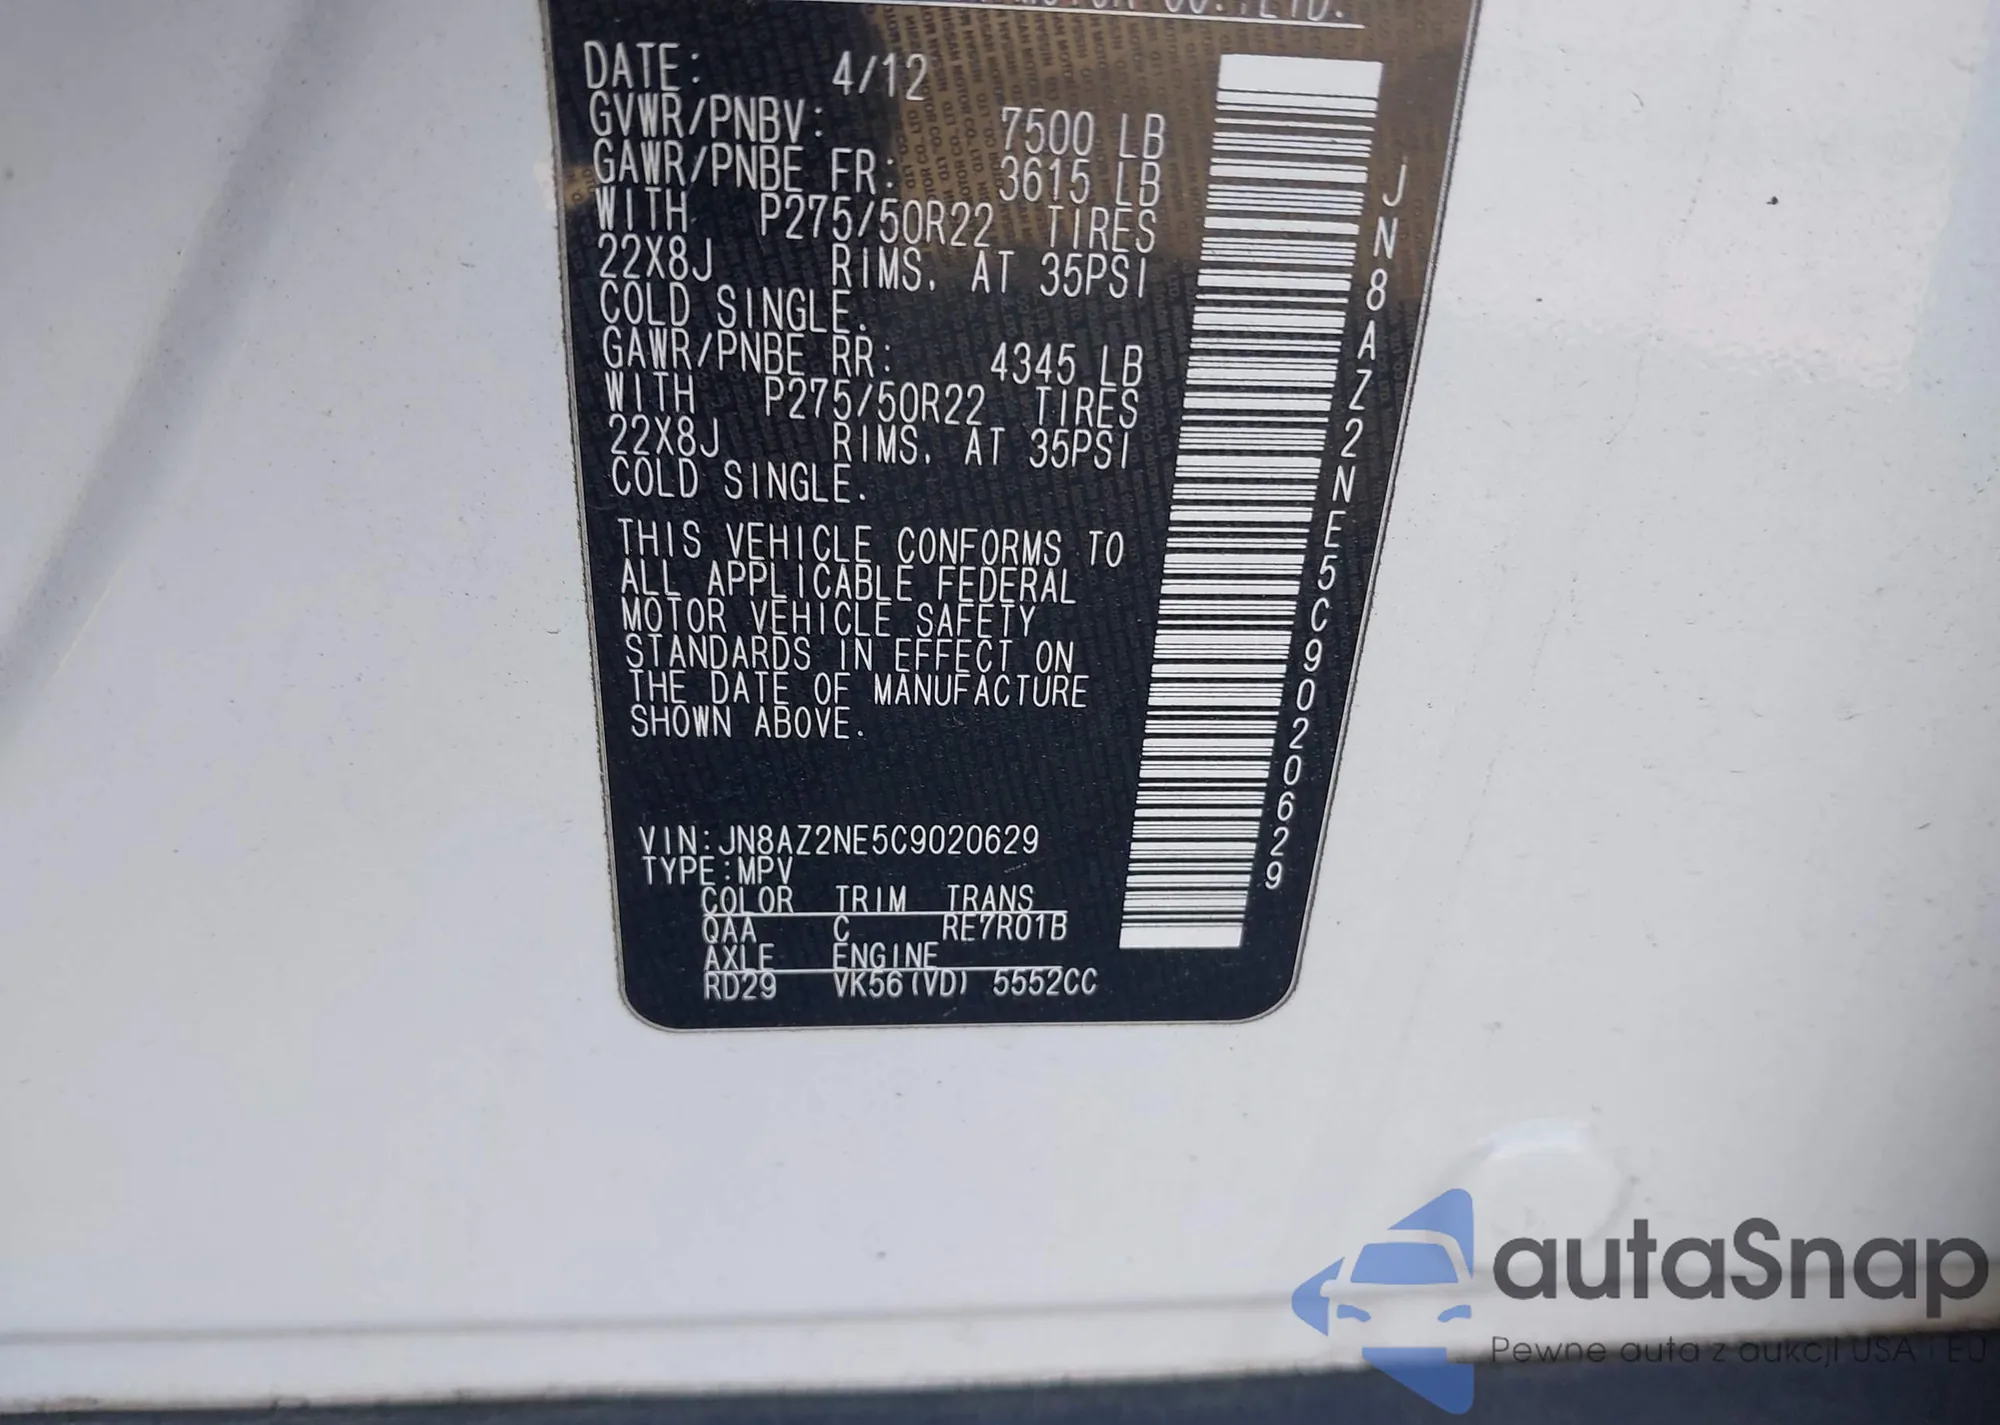 MOTOR CO.,LTD.
DATE: 4/12
GVWR/PNBV: 7500 LB
GAWR/PNBE FR: 3615 LB
WITH P275/50R22 TIRES
22X8J RIMS. AT 35PSI
COLD SINGLE.
GAWR/PNBE RR: 4345 LB
WITH P275/50R22 TIRES
22X8J RIMS. AT 35PSI
COLD SINGLE.
THIS VEHICLE CONFORMS TO
ALL APPLICABLE FEDERAL
MOTOR VEHICLE SAFETY
STANDARDS IN EFFECT ON
THE DATE OF MANUFACTURE
SHOWN ABOVE.
VIN:JN8AZ2NE5C9020629
TYPE:MPV
COLOR TRIM TRANS
QAA C RE7R01B
AXLE ENGINE
RD29 VK56(VD) 5552CC
JN8AZ2NE5C9020629
autaSnap
Pewne auta z aukcji USA i EU